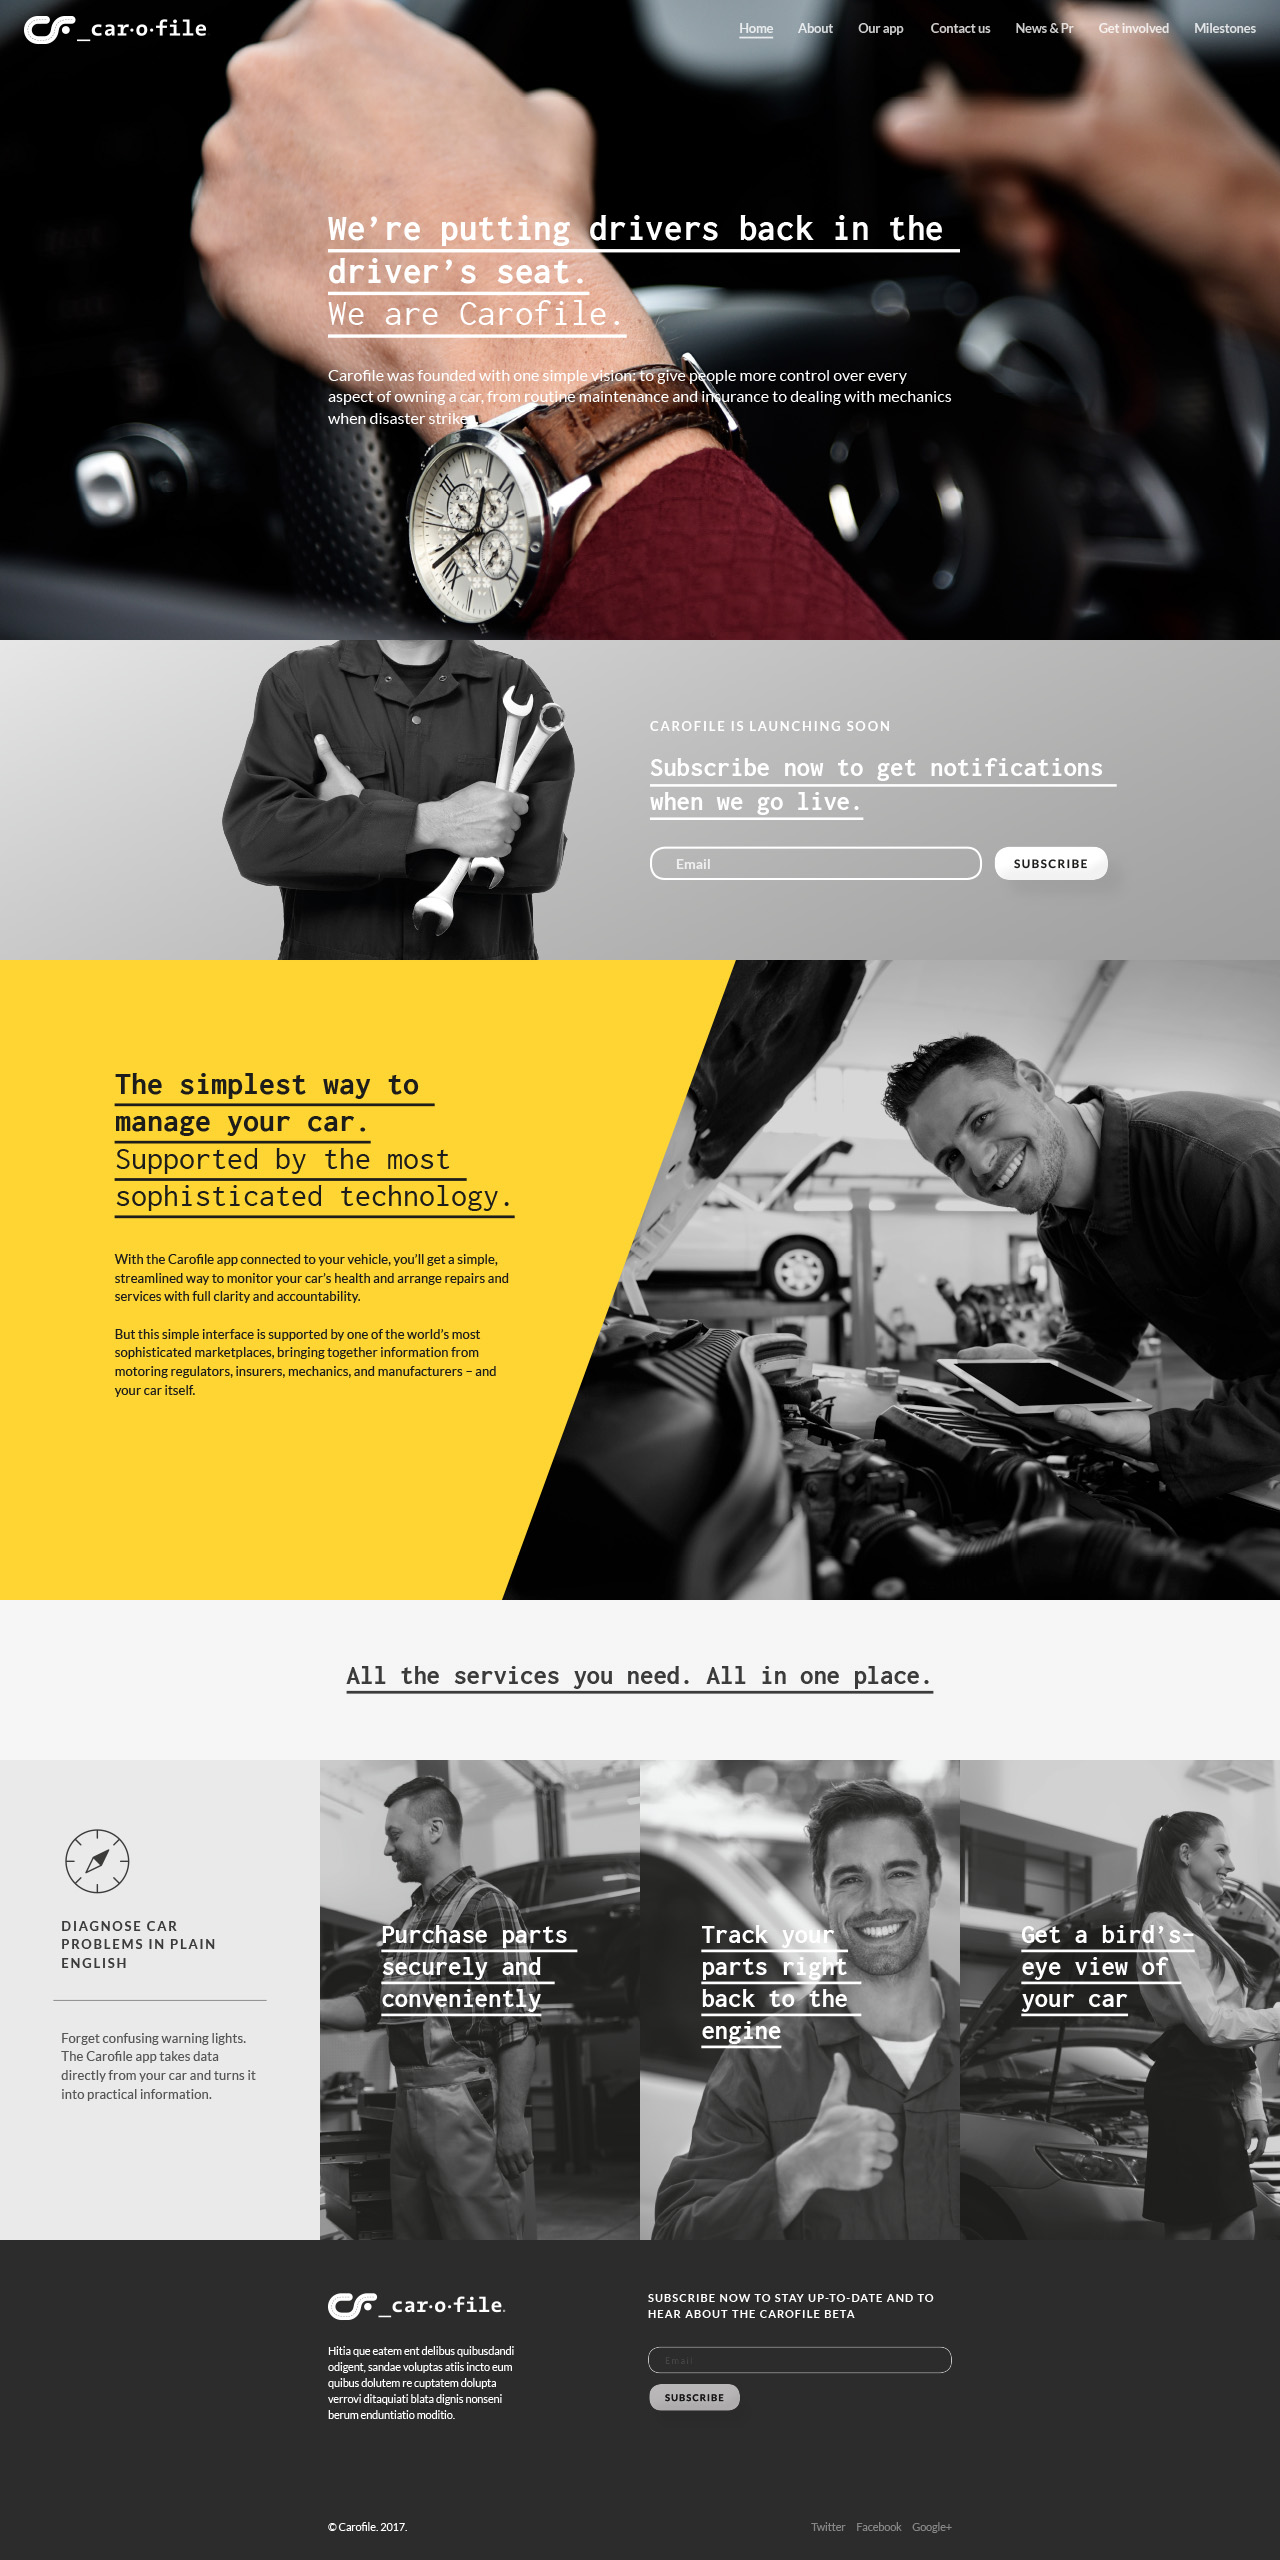 _car·o·file
Home About Our app Contact us News & Pr Get involved Milestones
We’re putting drivers back in the
driver’s seat.
We are Carofile.
Carofile was founded with one simple vision: to give people more control over every
aspect of owning a car, from routine maintenance and insurance to dealing with mechanics
when disaster strikes.
CAROFILE IS LAUNCHING SOON
Subscribe now to get notifications
when we go live.
Email SUBSCRIBE
The simplest way to
manage your car.
Supported by the most
sophisticated technology.
With the Carofile app connected to your vehicle, you’ll get a simple,
streamlined way to monitor your car’s health and arrange repairs and
services with full clarity and accountability.
But this simple interface is supported by one of the world’s most
sophisticated marketplaces, bringing together information from
motoring regulators, insurers, mechanics, and manufacturers – and
your car itself.
All the services you need. All in one place.
DIAGNOSE CAR
PROBLEMS IN PLAIN
ENGLISH
Forget confusing warning lights.
The Carofile app takes data
directly from your car and turns it
into practical information.
Purchase parts
securely and
conveniently
Track your
parts right
back to the
engine
Get a bird’s-
eye view of
your car
_car·o·file.
Hitia que eatem ent delibus quibusdandi
odigent, sandae voluptas atiis incto eum
quibus dolutem re cuptatem dolupta
verrovi ditaquiati blata dignis nonseni
berum enduntiatio moditio.
SUBSCRIBE NOW TO STAY UP-TO-DATE AND TO
HEAR ABOUT THE CAROFILE BETA
Email
SUBSCRIBE
© Carofile. 2017.
Twitter Facebook Google+